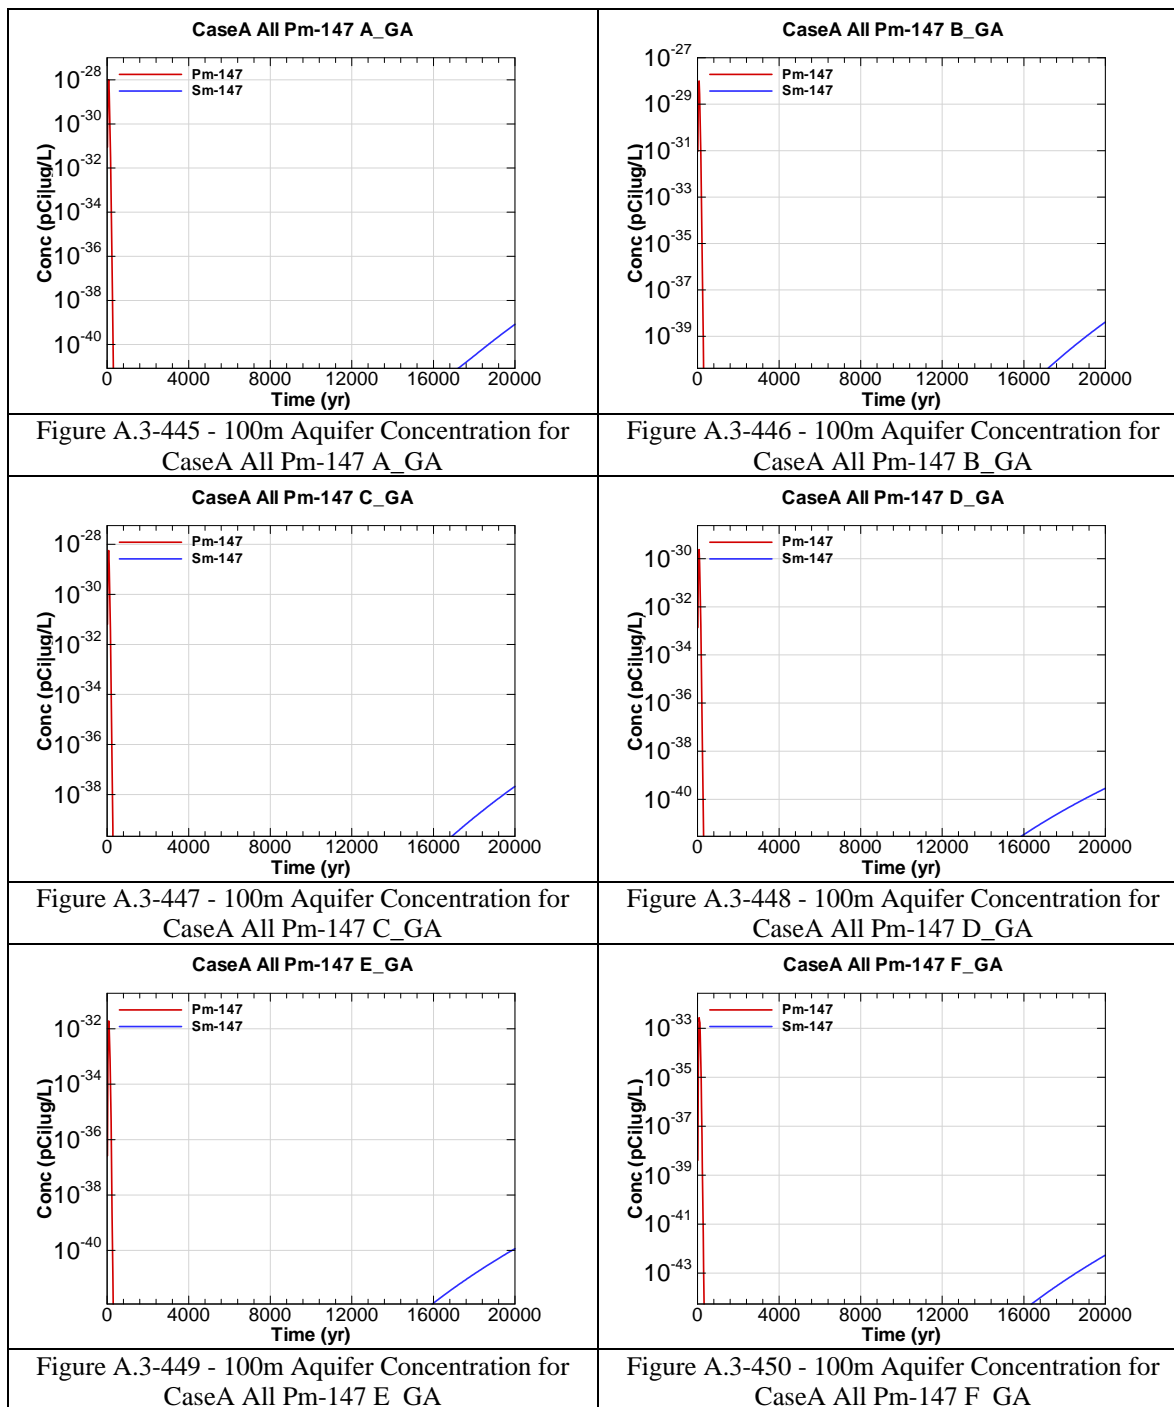 CaseA All Pm-147 A_GA
Pm-147
Sm-147
10^-28
10^-30
10^-32
10^-34
10^-36
10^-38
10^-40
Conc (pCi|ug/L)
0 4000 8000 12000 16000 20000
Time (yr)
Figure A.3-445 - 100m Aquifer Concentration for
CaseA All Pm-147 A_GA
CaseA All Pm-147 B_GA
10^-27
Pm-147
Sm-147
10^-29
10^-31
10^-33
10^-35
10^-37
10^-39
Conc (pCi|ug/L)
0 4000 8000 12000 16000 20000
Time (yr)
Figure A.3-446 - 100m Aquifer Concentration for
CaseA All Pm-147 B_GA
CaseA All Pm-147 C_GA
Pm-147
Sm-147
10^-28
10^-30
10^-32
10^-34
10^-36
10^-38
Conc (pCi|ug/L)
0 4000 8000 12000 16000 20000
Time (yr)
Figure A.3-447 - 100m Aquifer Concentration for
CaseA All Pm-147 C_GA
CaseA All Pm-147 D_GA
Pm-147
Sm-147
10^-30
10^-32
10^-34
10^-36
10^-38
10^-40
Conc (pCi|ug/L)
0 4000 8000 12000 16000 20000
Time (yr)
Figure A.3-448 - 100m Aquifer Concentration for
CaseA All Pm-147 D_GA
CaseA All Pm-147 E_GA
Pm-147
Sm-147
10^-32
10^-34
10^-36
10^-38
10^-40
Conc (pCi|ug/L)
0 4000 8000 12000 16000 20000
Time (yr)
Figure A.3-449 - 100m Aquifer Concentration for
CaseA All Pm-147 E_GA
CaseA All Pm-147 F_GA
Pm-147
Sm-147
10^-33
10^-35
10^-37
10^-39
10^-41
10^-43
Conc (pCi|ug/L)
0 4000 8000 12000 16000 20000
Time (yr)
Figure A.3-450 - 100m Aquifer Concentration for
CaseA All Pm-147 F_GA